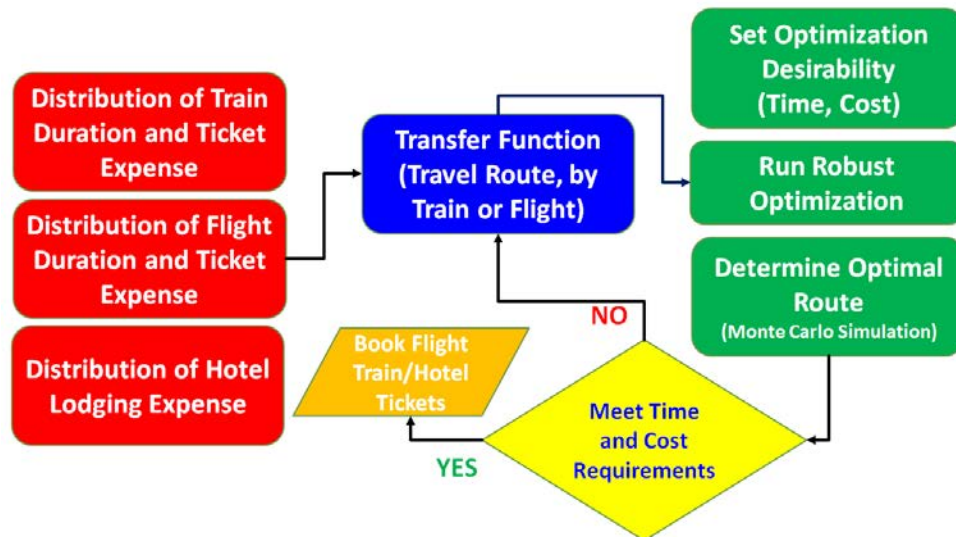 Distribution of Train
Duration and Ticket
Expense
Distribution of Flight
Duration and Ticket
Expense
Distribution of Hotel
Lodging Expense
Transfer Function
(Travel Route, by
Train or Flight)
Set Optimization
Desirability
(Time, Cost)
Run Robust
Optimization
Determine Optimal
Route
(Monte Carlo Simulation)
NO
Book Flight
Train/Hotel
Tickets
YES
Meet Time
and Cost
Requirements